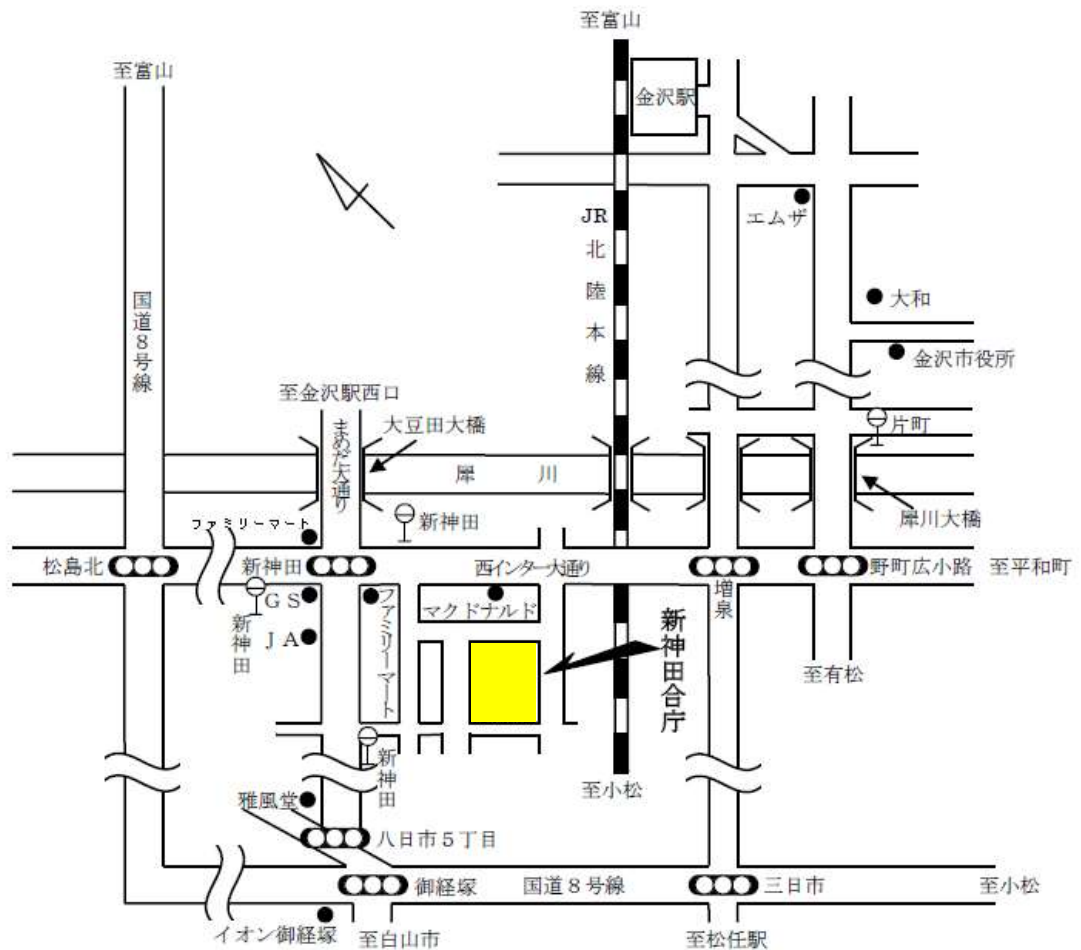 至富山
至富山
金沢駅
JR北陸本線
エムザ
大和
国道8号線
金沢市役所
至金沢駅西口
まめだ大通り
大豆田大橋
片町
犀川
ファミリーマート
新神田
犀川大橋
松島北
新神田
西インター大通り
増泉
野町広小路
至平和町
GS
新神田
JA
ファミリーマート
マクドナルド
新神田合庁
至有松
新神田
至小松
雅風堂
八日市5丁目
御経塚
国道8号線
三日市
至小松
イオン御経塚
至白山市
至松任駅